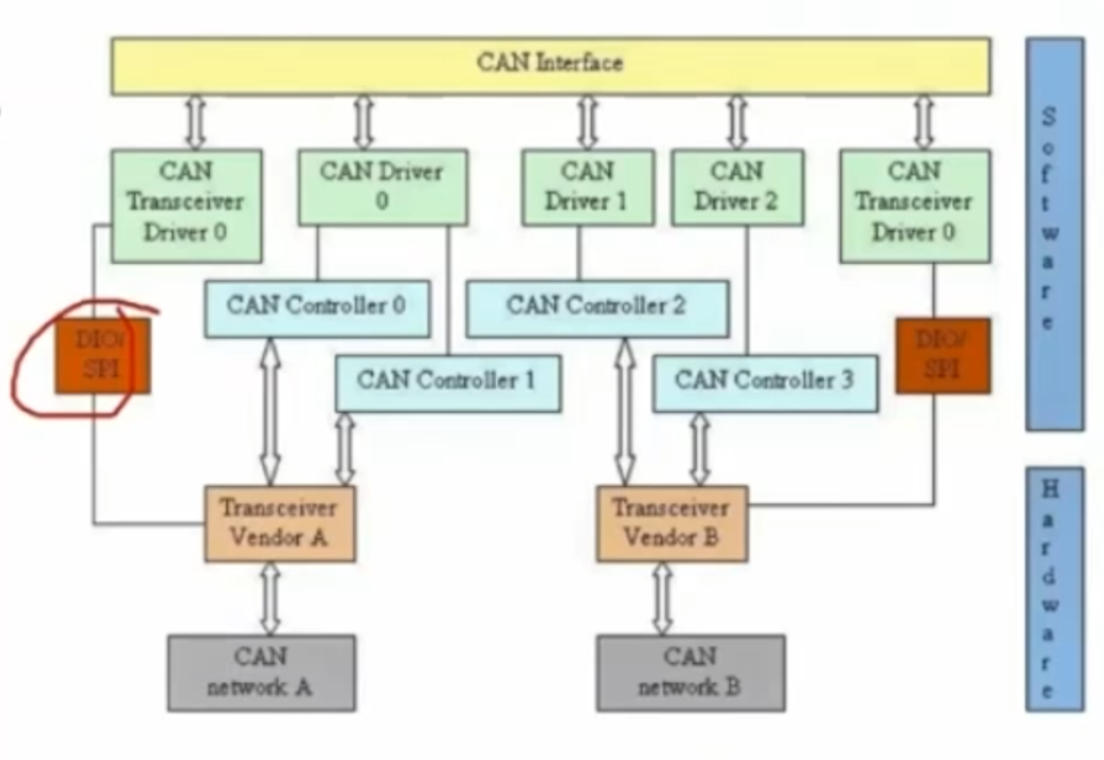 CAN Interface
CAN
Transceiver
Driver 0
CAN Driver
0
CAN
Driver 1
CAN
Driver 2
CAN
Transceiver
Driver 0
CAN Controller 0
CAN Controller 2
DIO/
SPI
CAN Controller 1
CAN Controller 3
DIO/
SPI
Transceiver
Vendor A
Transceiver
Vendor B
CAN
network A
CAN
network B
Software
Hardware